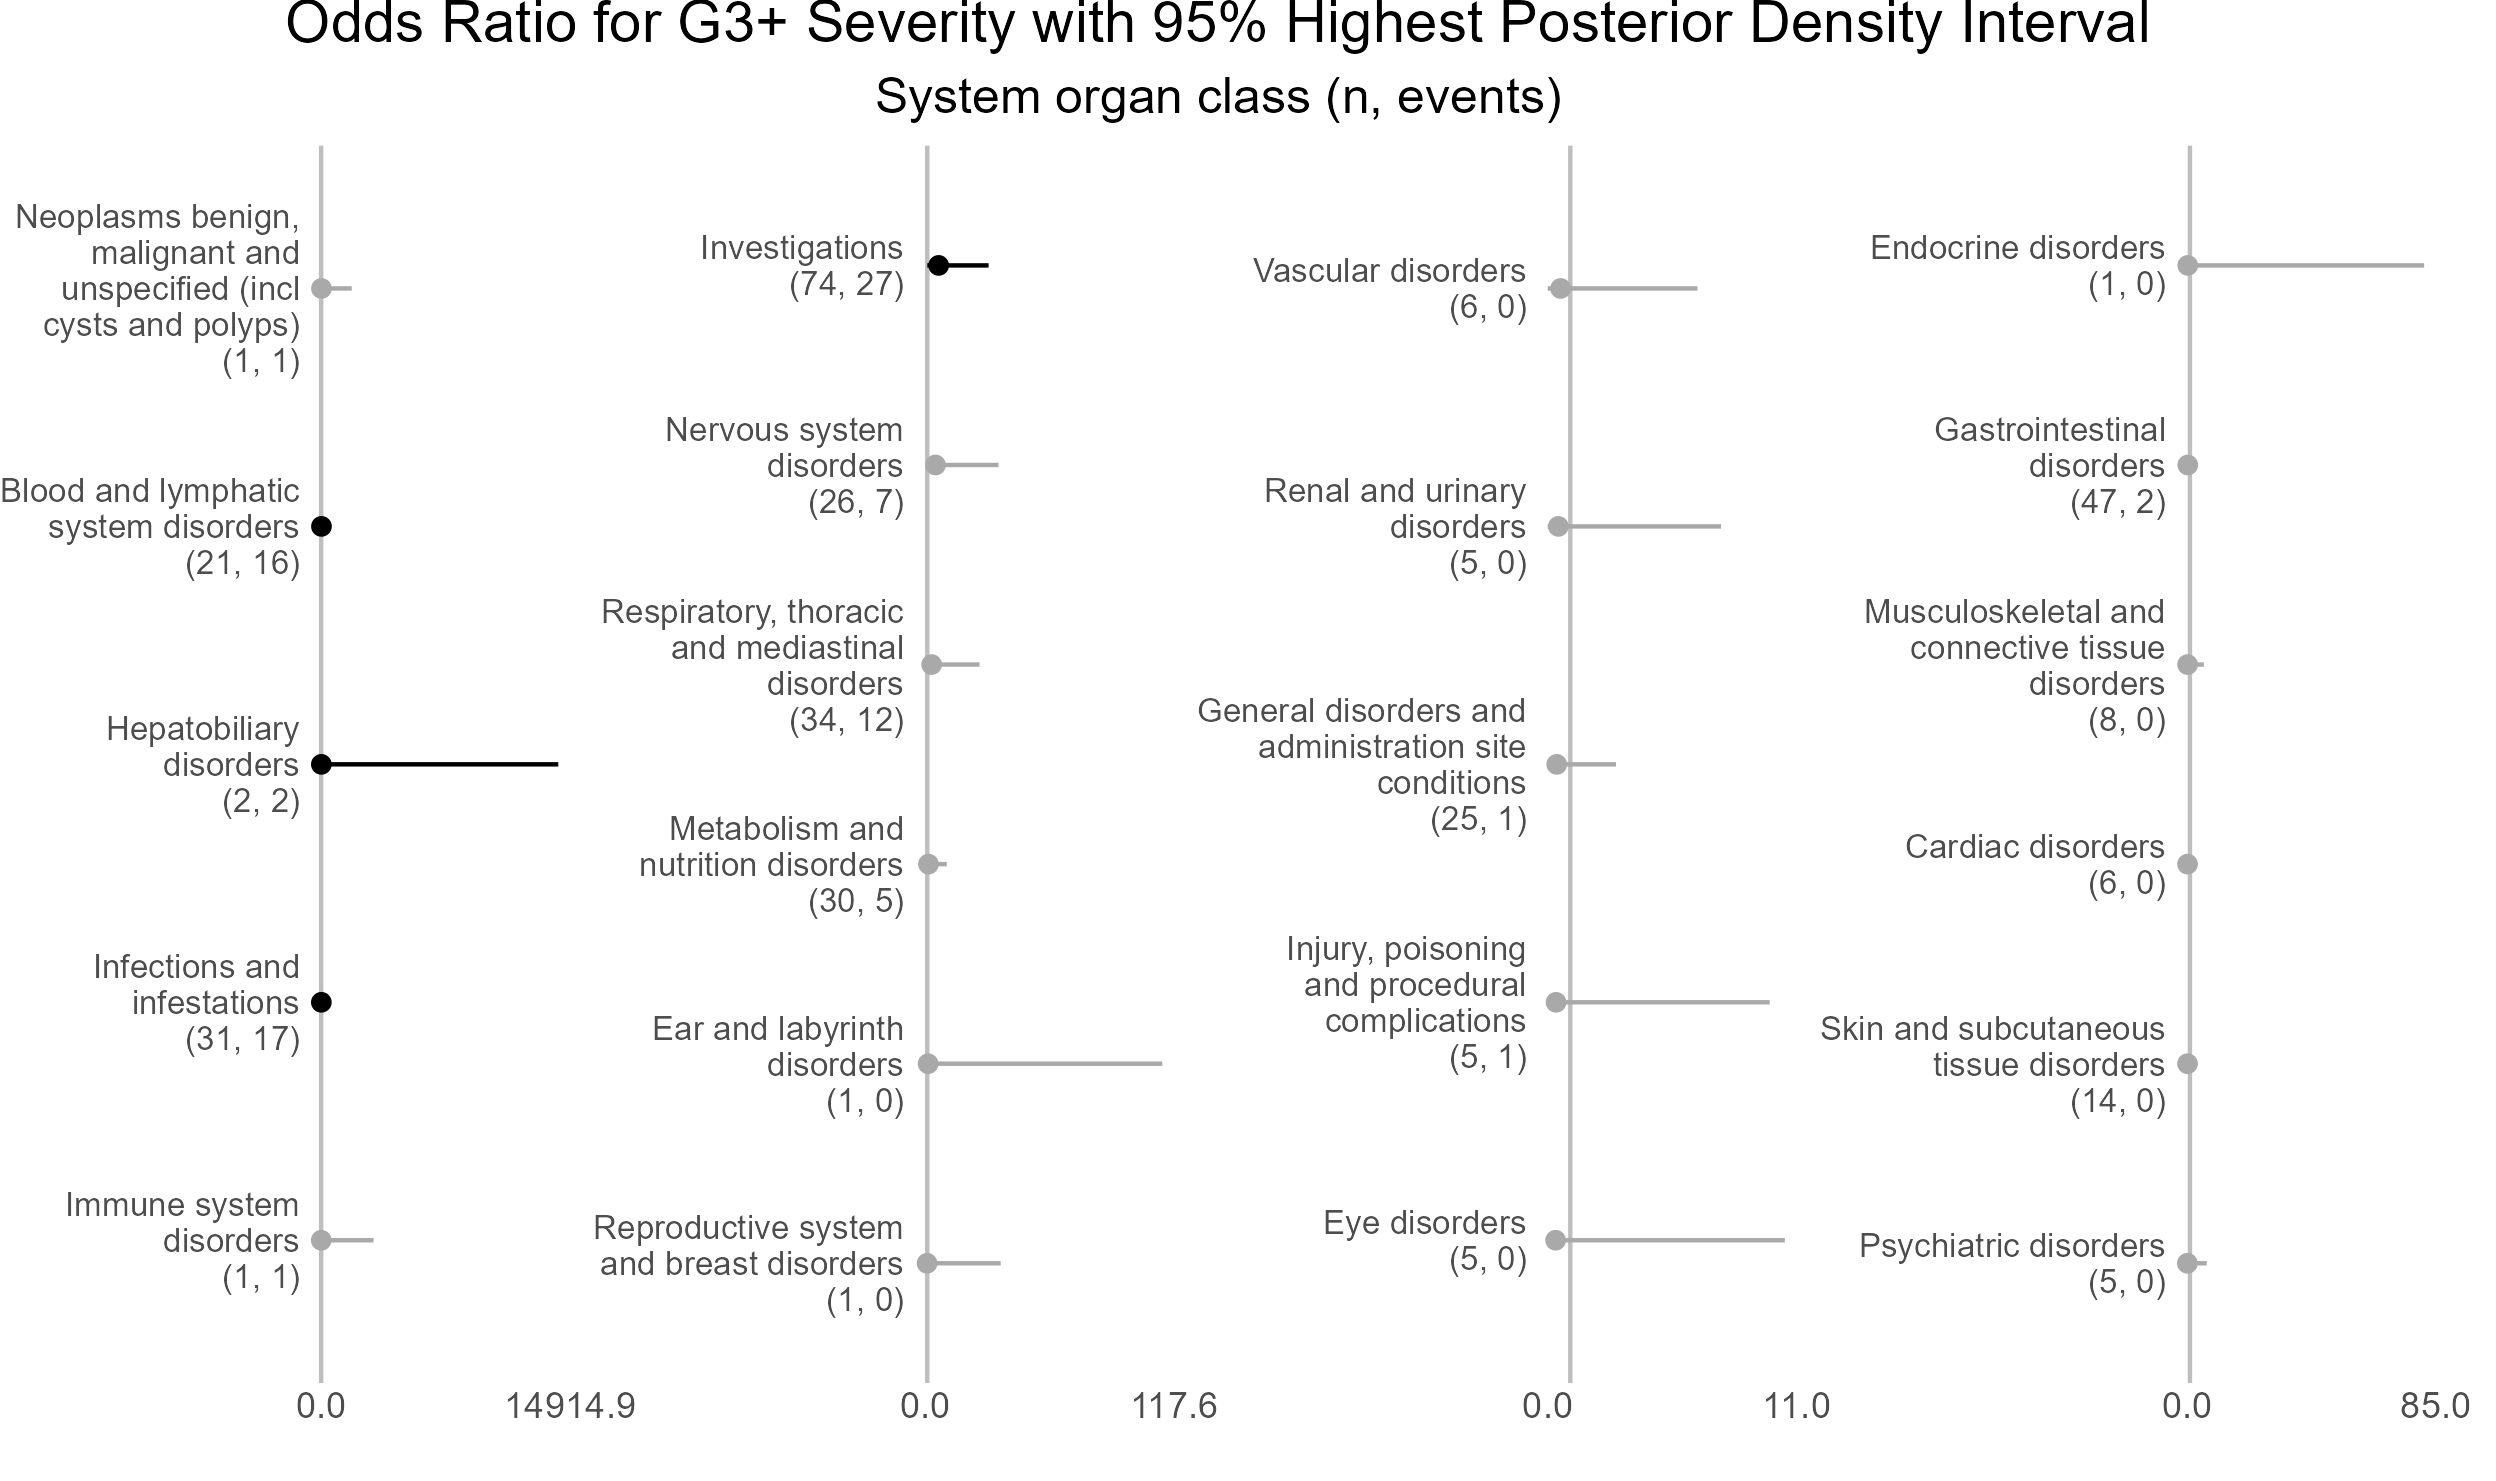 Odds Ratio for G3+ Severity with 95% Highest Posterior Density Interval
System organ class (n, events)
Neoplasms benign,
malignant and
unspecified (incl
cysts and polyps)
(1, 1)
Blood and lymphatic
system disorders
(21, 16)
Hepatobiliary
disorders
(2, 2)
Infections and
infestations
(31, 17)
Immune system
disorders
(1, 1)
0.0
14914.9
Investigations
(74, 27)
Nervous system
disorders
(26, 7)
Respiratory, thoracic
and mediastinal
disorders
(34, 12)
Metabolism and
nutrition disorders
(30, 5)
Ear and labyrinth
disorders
(1, 0)
Reproductive system
and breast disorders
(1, 0)
0.0
117.6
Vascular disorders
(6, 0)
Renal and urinary
disorders
(5, 0)
General disorders and
administration site
conditions
(25, 1)
Injury, poisoning
and procedural
complications
(5, 1)
Eye disorders
(5, 0)
0.0
11.0
Endocrine disorders
(1, 0)
Gastrointestinal
disorders
(47, 2)
Musculoskeletal and
connective tissue
disorders
(8, 0)
Cardiac disorders
(6, 0)
Skin and subcutaneous
tissue disorders
(14, 0)
Psychiatric disorders
(5, 0)
0.0
85.0